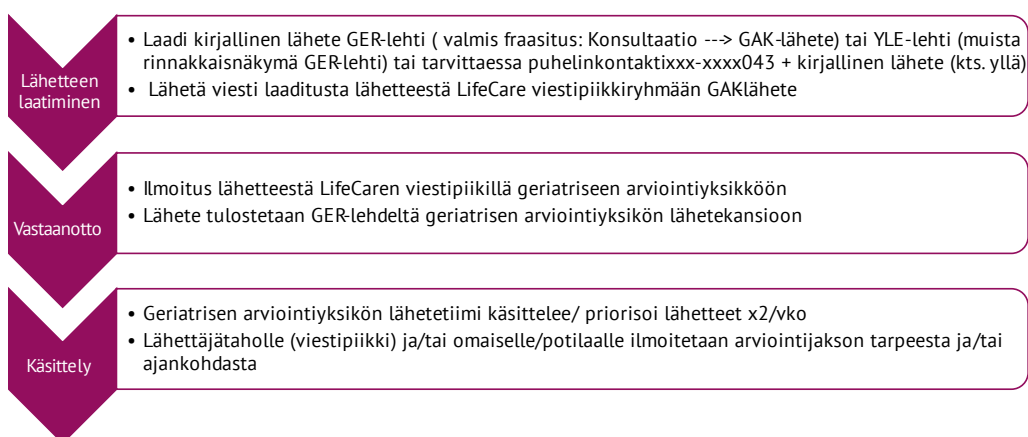 Lähetteen
laatiminen
• Laadi kirjallinen lähete GER-lehti ( valmis fraasitus: Konsultaatio ---> GAK-lähete) tai YLE-lehti (muista
rinnakkaisnäkymä GER-lehti) tai tarvittaessa puhelinkontaktixxx-xxxx043 + kirjallinen lähete (kts. yllä)
• Lähetä viesti laaditusta lähetteestä LifeCare viestipiikkiryhmään GAKlähete
Vastaanotto
• Ilmoitus lähetteestä LifeCaren viestipiikillä geriatriseen arviointiyksikköön
• Lähete tulostetaan GER-lehdeltä geriatrisen arviointiyksikön lähetekansioon
Käsittely
• Geriatrisen arviointiyksikön lähetetiimi käsittelee/ priorisoi lähetteet x2/vko
• Lähettäjätaholle (viestipiikki) ja/tai omaiselle/potilaalle ilmoitetaan arviointijakson tarpeesta ja/tai
ajankohdasta